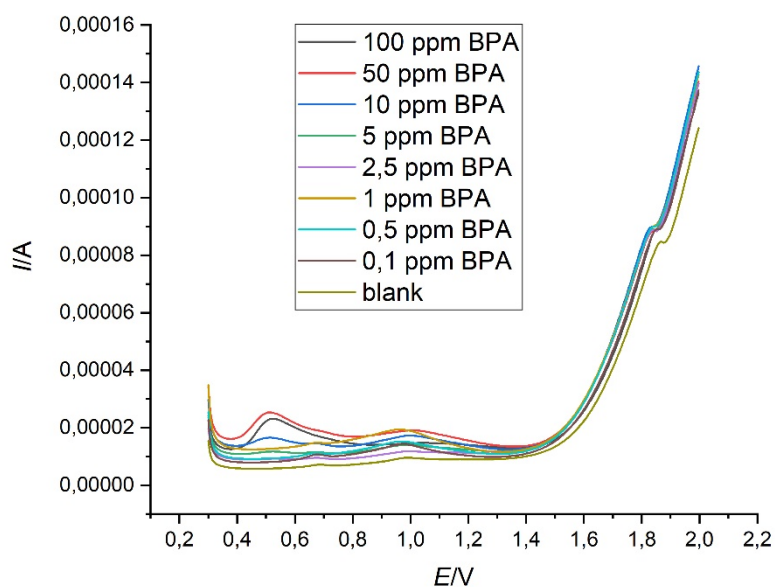 0,00016
0,00014
0,00012
0,00010
0,00008
0,00006
0,00004
0,00002
0,00000
I/A
100 ppm BPA
50 ppm BPA
10 ppm BPA
5 ppm BPA
2,5 ppm BPA
1 ppm BPA
0,5 ppm BPA
0,1 ppm BPA
blank
0,2 0,4 0,6 0,8 1,0 1,2 1,4 1,6 1,8 2,0 2,2
E/V